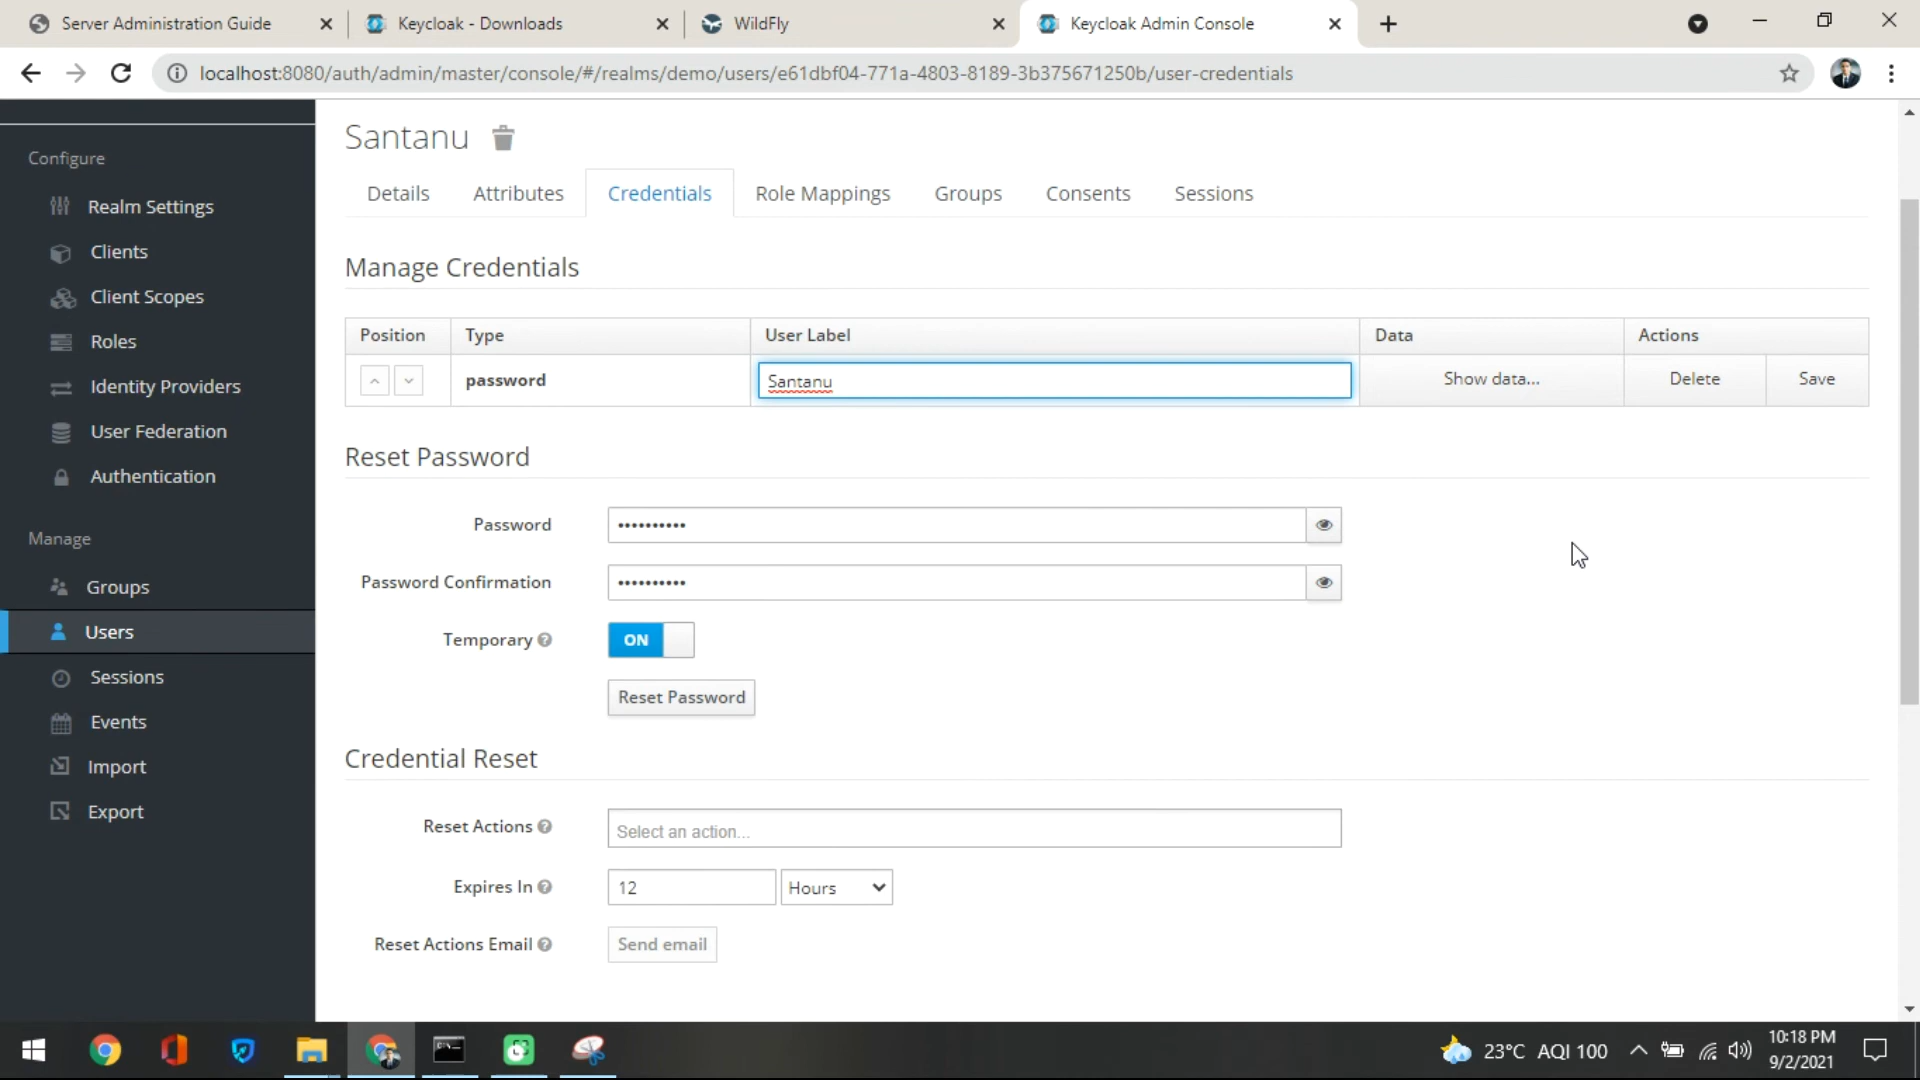 Server Administration Guide
Keycloak - Downloads
WildFly
Keycloak Admin Console
localhost:8080/auth/admin/master/console/#/realms/demo/users/e61dbf04-771a-4803-8189-3b375671250b/user-credentials
Configure
Realm Settings
Clients
Client Scopes
Roles
Identity Providers
User Federation
Authentication
Manage
Groups
Users
Sessions
Events
Import
Export
Santanu
Details Attributes Credentials Role Mappings Groups Consents Sessions
Manage Credentials
Position Type User Label Data Actions
password Santanu Show data... Delete Save
Reset Password
Password ••••••••••
Password Confirmation ••••••••••
Temporary ON
Reset Password
Credential Reset
Reset Actions Select an action...
Expires In 12 Hours
Reset Actions Email Send email
23°C AQI 100
10:18 PM
9/2/2021